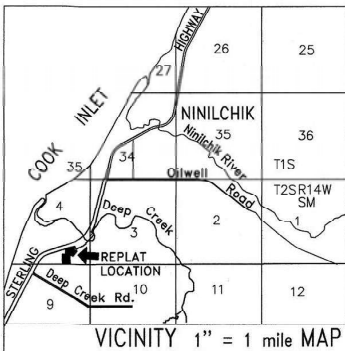 HIGHWAY
26
25
27
COOK INLET
NINILCHIK
Ninilchik River
35
36
34
35
T1S
Oilwell Road
T2S R14W
SM
4
Deep Creek
3
2
1
REPLAT
LOCATION
STERLING
Deep Creek Rd.
9
10
11
12
VICINITY 1" = 1 mile MAP